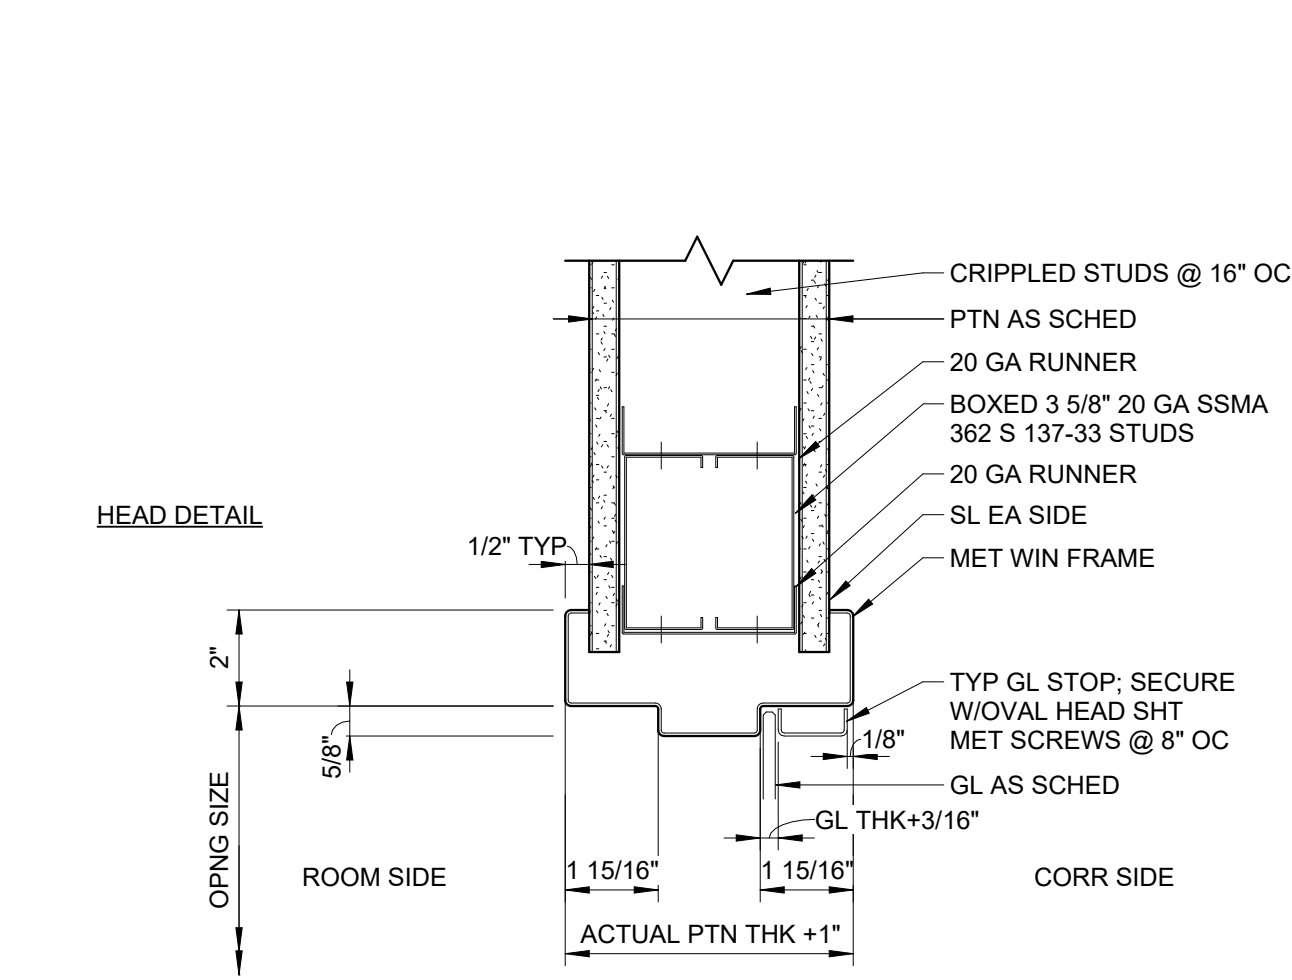 CRIPPLED STUDS @ 16" OC
PTN AS SCHED
20 GA RUNNER
BOXED 3 5/8" 20 GA SSMA
362 S 137-33 STUDS
20 GA RUNNER
HEAD DETAIL
SL EA SIDE
1/2" TYP
MET WIN FRAME
2"
TYP GL STOP; SECURE
W/OVAL HEAD SHT
MET SCREWS @ 8" OC
1/8"
5/8"
GL AS SCHED
GL THK+3/16"
OPNG SIZE
ROOM SIDE
1 15/16"
1 15/16"
CORR SIDE
ACTUAL PTN THK +1"